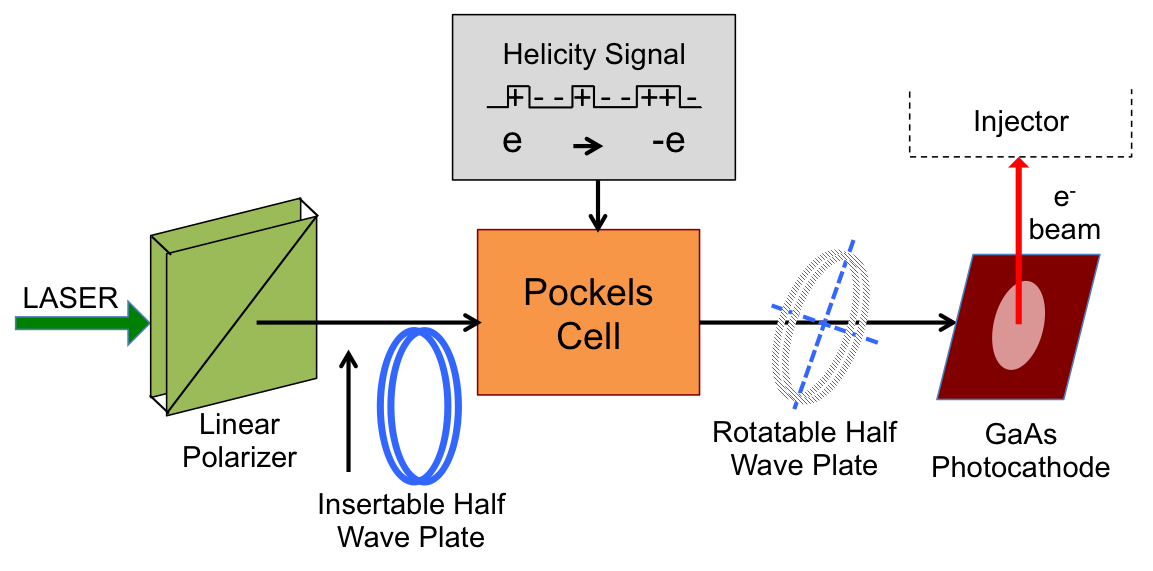 Helicity Signal
+ - - + - - ++ -
e → -e
Injector
e-
beam
LASER
Pockels
Cell
Linear
Polarizer
Rotatable Half
Wave Plate
GaAs
Photocathode
Insertable Half
Wave Plate